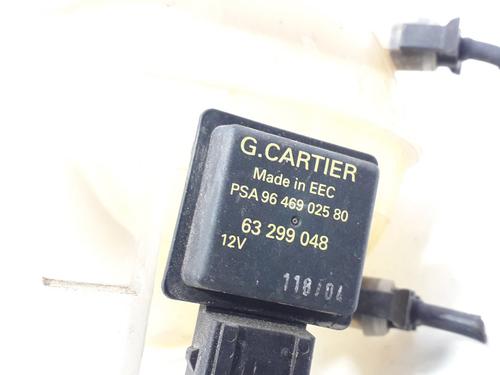 G.CARTIER
Made in EEC
PSA 96 469 025 80
63 299 048
12V
118/04